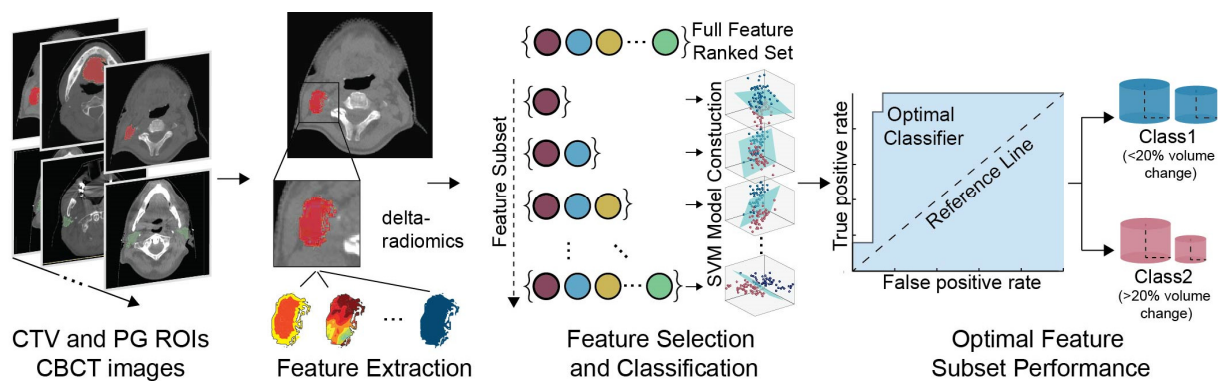 CTV and PG ROIs
CBCT images
delta-
radiomics
Feature Extraction
Full Feature
Ranked Set
Feature Subset
SVM Model Constuction
Feature Selection
and Classification
True positive rate
Optimal
Classifier
Reference Line
False positive rate
Optimal Feature
Subset Performance
Class1
(<20% volume
change)
Class2
(>20% volume
change)